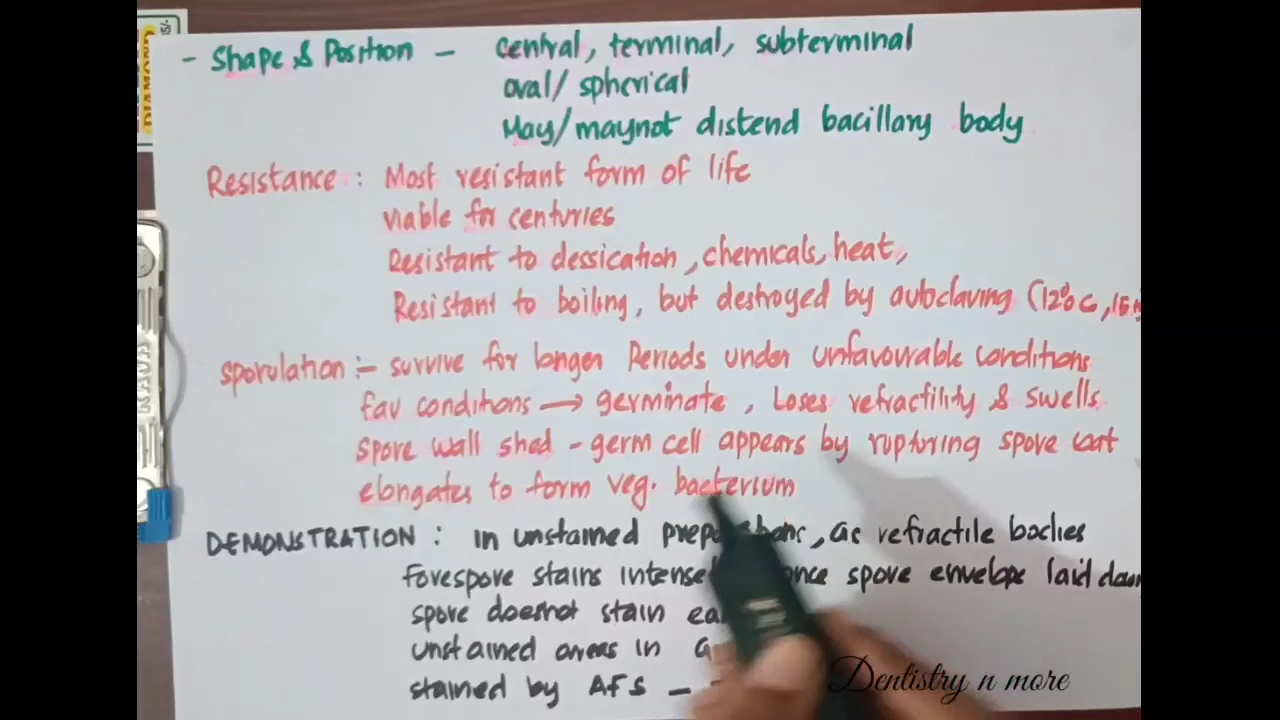 - Shape & Position - central, terminal, subterminal
oval/ spherical
May/maynot distend bacillary body
Resistance: Most resistant form of life
viable for centuries
Resistant to dessication, chemicals, heat,
Resistant to boiling, but destroyed by autoclaving (120°C, 15
sporulation :- survive for longer Periods under unfavourable conditions
fav conditions → germinate, Loses refractility & swells
spore wall shed - germ cell appears by rupturing spore coat
elongates to form veg. bacterium
DEMONSTRATION: in unstained , as refractile bodies
forespore stains spore envelope laid down
spore doesnot stain
unstained areas in
stained by AFS -
Dentistry n more
DIAMOND